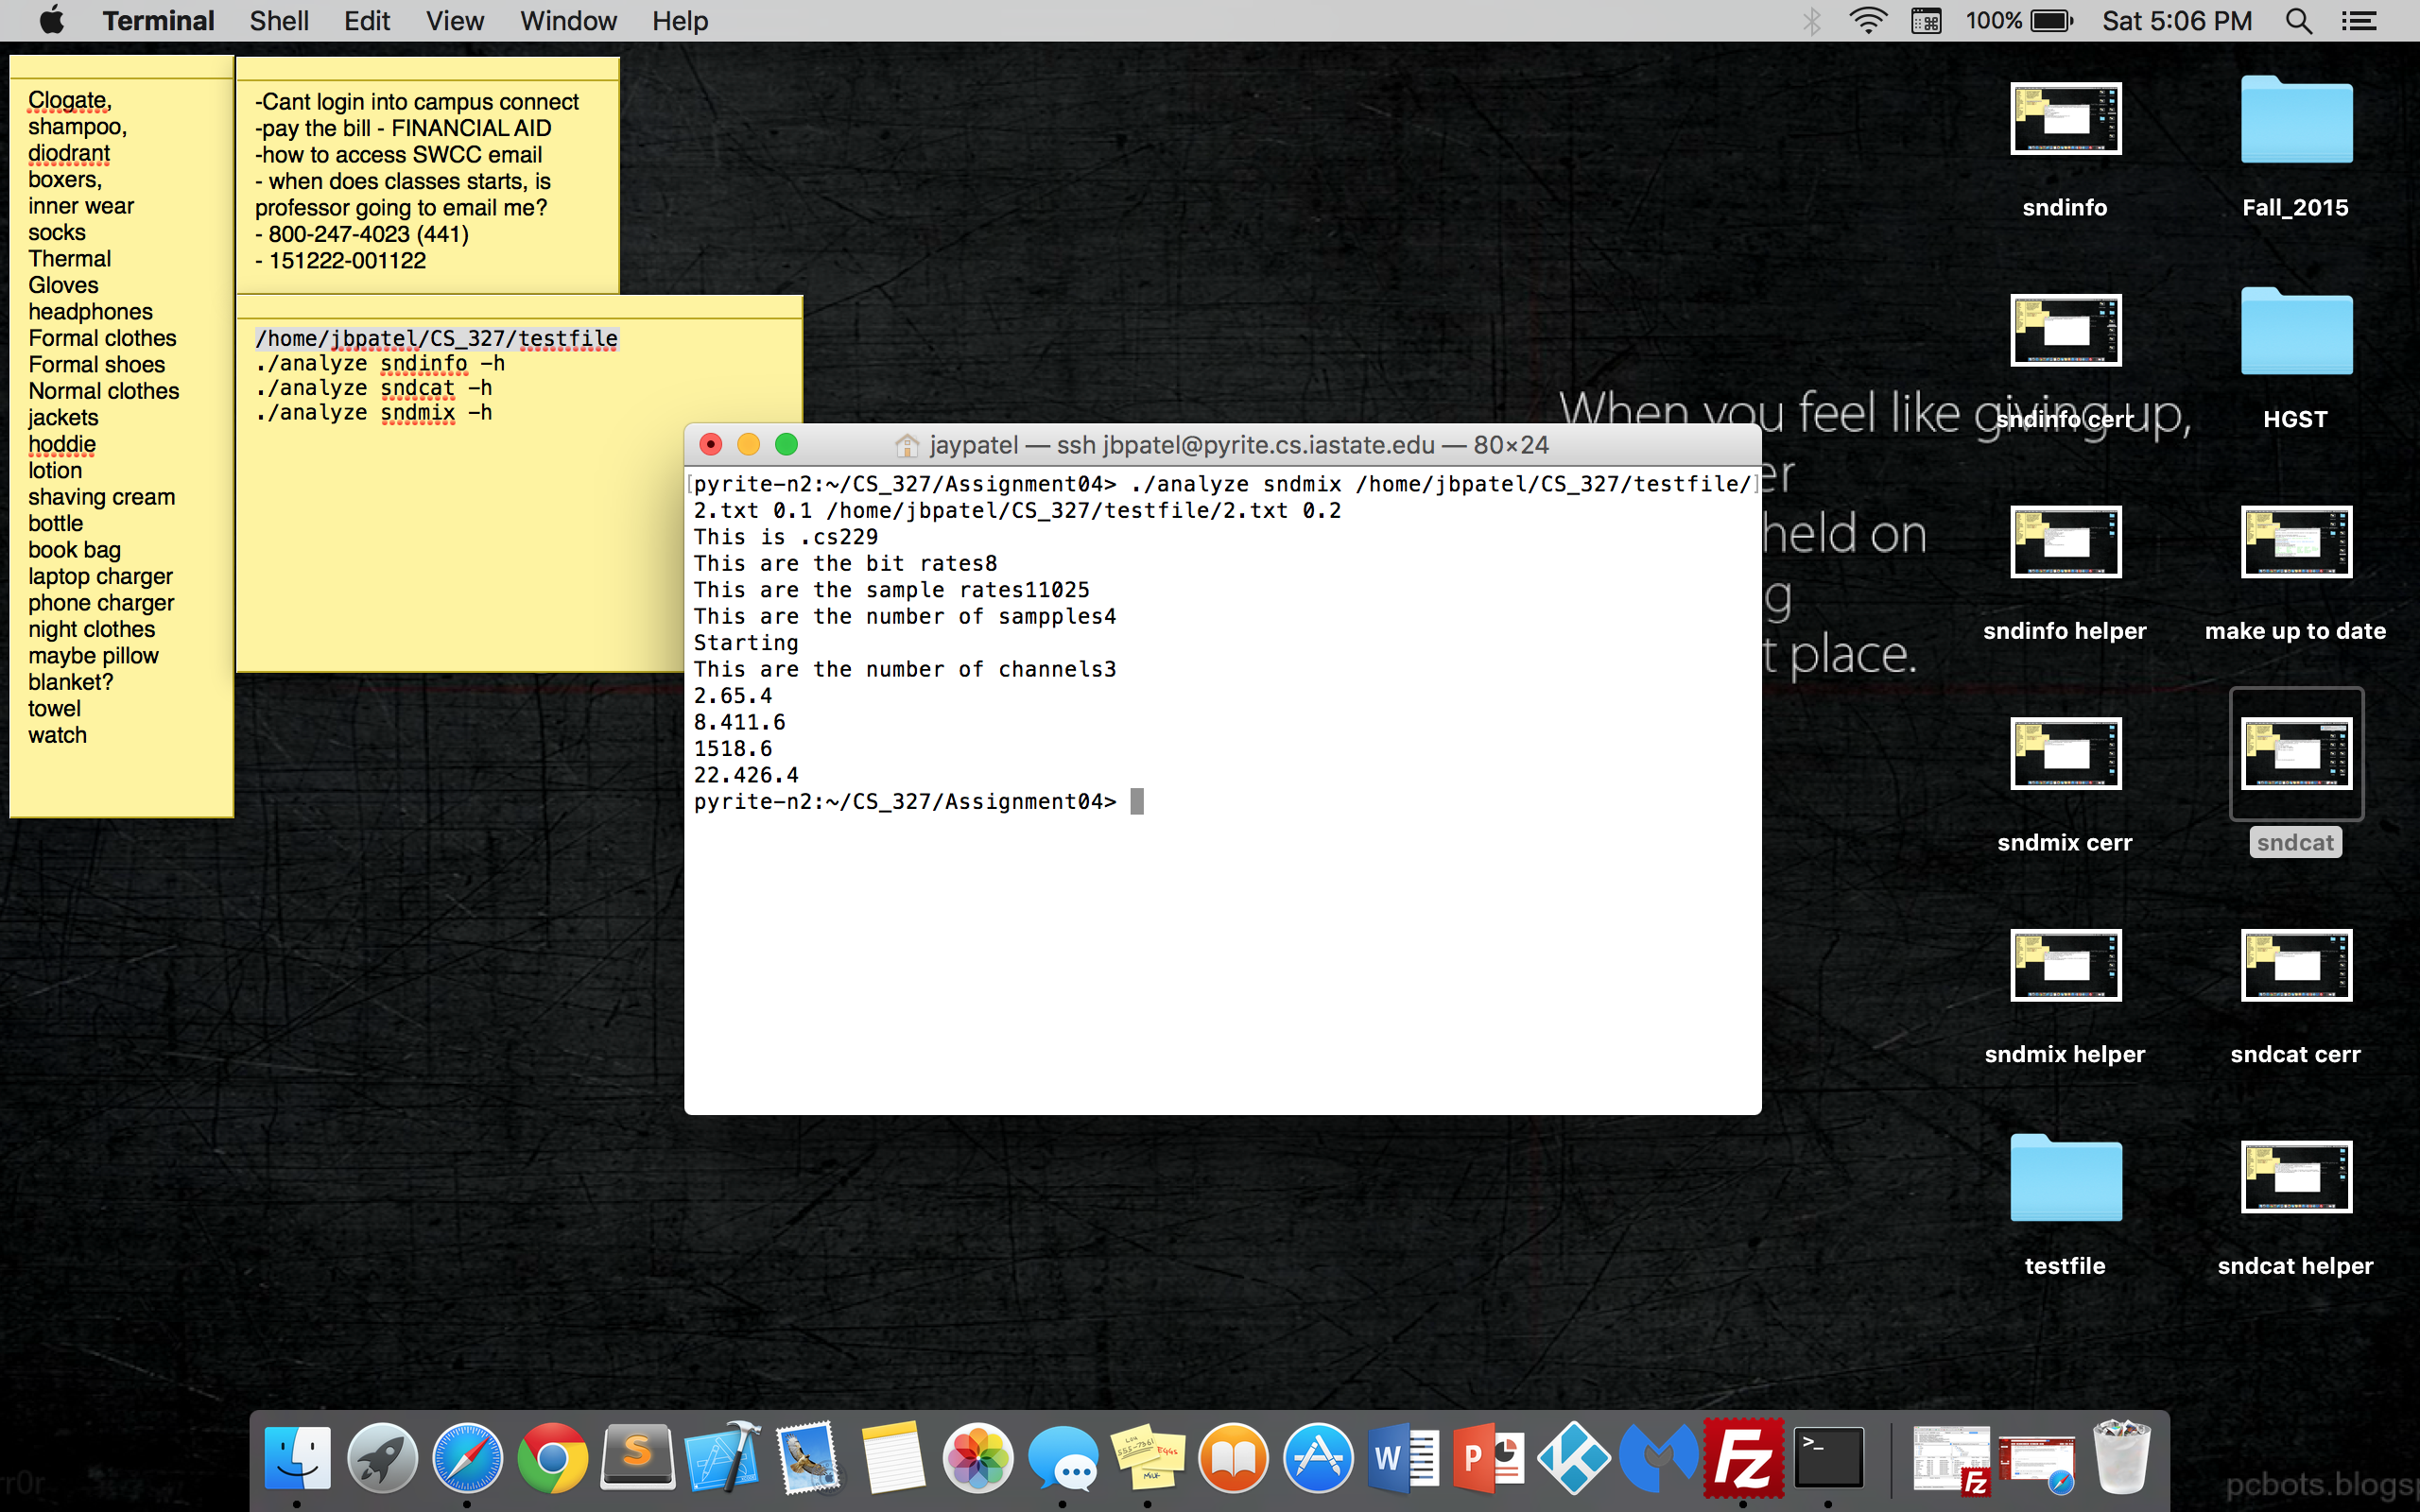 Terminal Shell Edit View Window Help
100% Sat 5:06 PM
Clogate,
shampoo,
diodrant
boxers,
inner wear
socks
Thermal
Gloves
headphones
Formal clothes
Formal shoes
Normal clothes
jackets
hoddie
lotion
shaving cream
bottle
book bag
laptop charger
phone charger
night clothes
maybe pillow
blanket?
towel
watch
-Cant login into campus connect
-pay the bill - FINANCIAL AID
-how to access SWCC email
- when does classes starts, is
professor going to email me?
- 800-247-4023 (441)
- 151222-001122
/home/jbpatel/CS_327/testfile
./analyze sndinfo -h
./analyze sndcat -h
./analyze sndmix -h
jaypatel — ssh jbpatel@pyrite.cs.iastate.edu — 80×24
[pyrite-n2:~/CS_327/Assignment04> ./analyze sndmix /home/jbpatel/CS_327/testfile/]
2.txt 0.1 /home/jbpatel/CS_327/testfile/2.txt 0.2
This is .cs229
This are the bit rates8
This are the sample rates11025
This are the number of sampples4
Starting
This are the number of channels3
2.65.4
8.411.6
1518.6
22.426.4
pyrite-n2:~/CS_327/Assignment04>
When you feel like giving up,
er
held on
g
t place.
sndinfo
Fall_2015
sndinfo cerr
HGST
sndinfo helper
make up to date
sndmix cerr
sndcat
sndmix helper
sndcat cerr
testfile
sndcat helper
rr0r
pcbots.blogsp